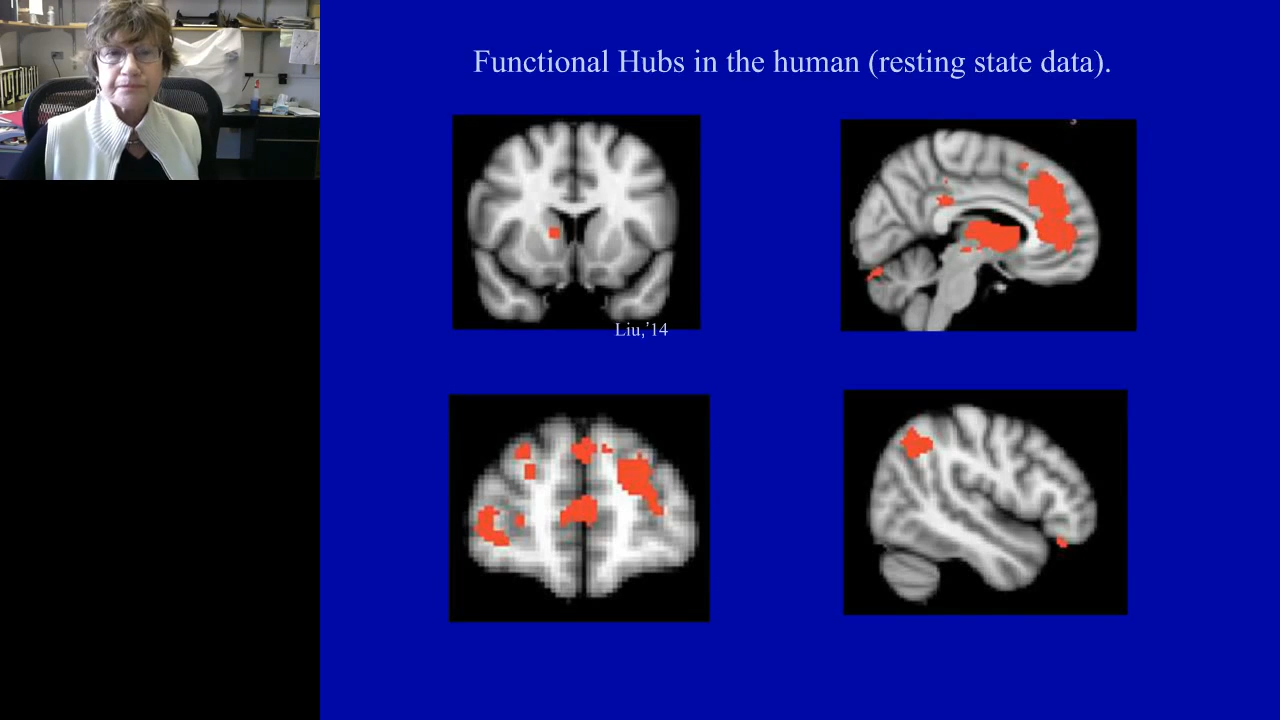 Functional Hubs in the human (resting state data).
Liu,’14